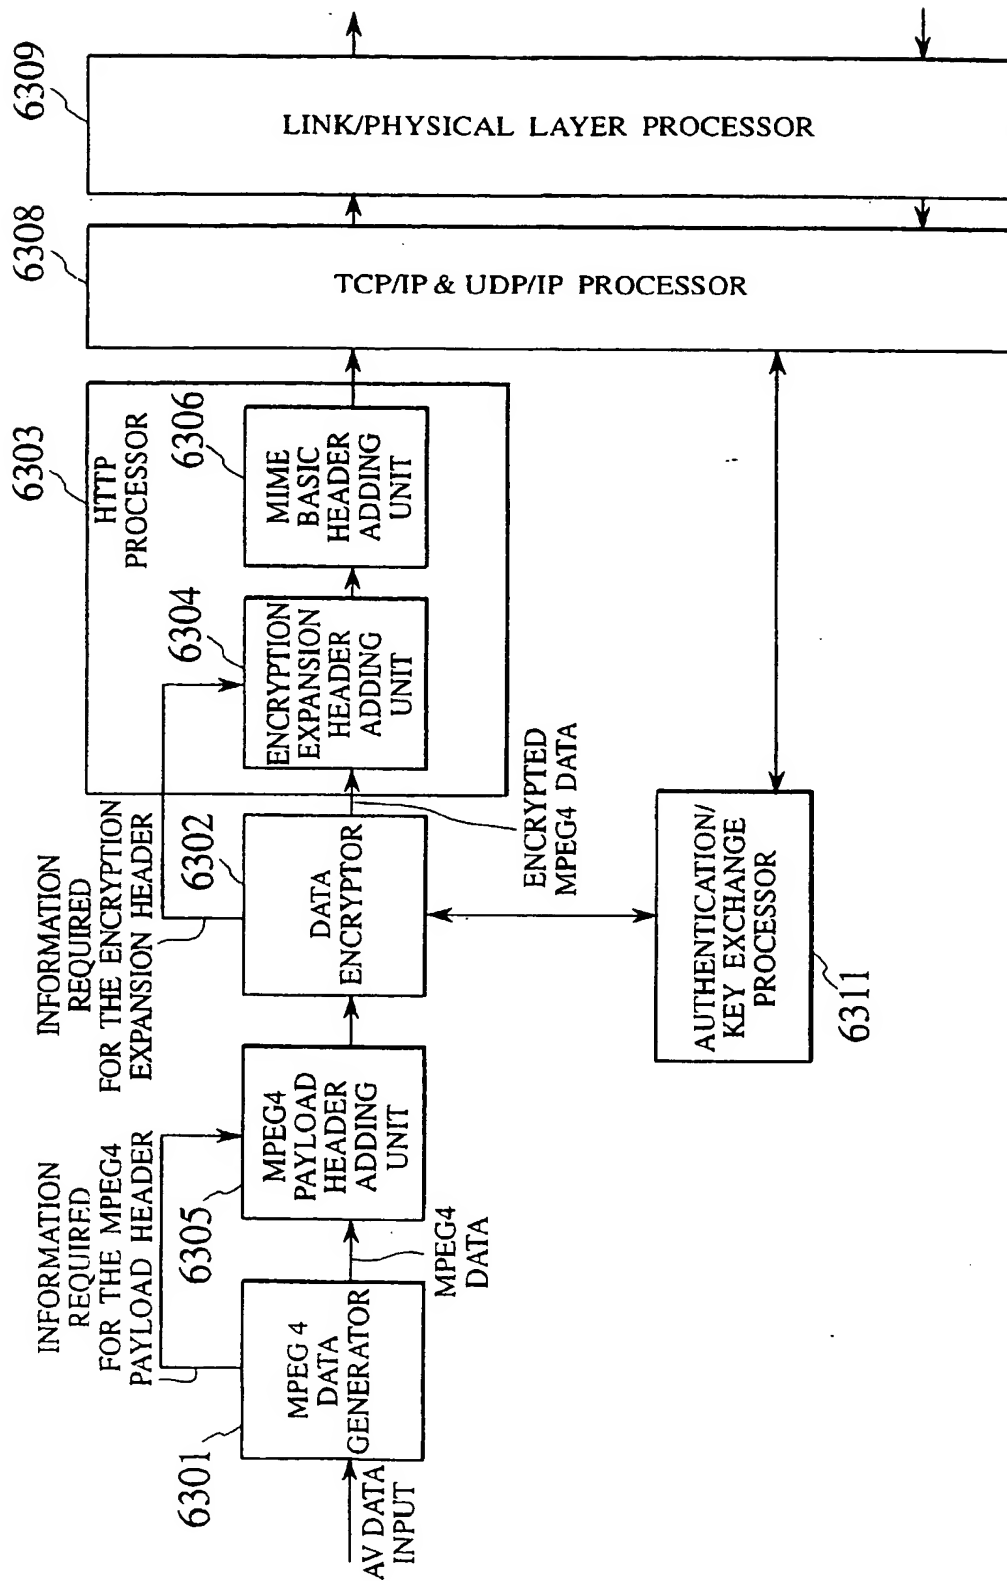 INFORMATION
REQUIRED
FOR THE MPEG4
PAYLOAD HEADER
INFORMATION
REQUIRED
FOR THE ENCRYPTION
EXPANSION HEADER
6301
MPEG 4
DATA
GENERATOR
AV DATA
INPUT
MPEG4
DATA
6305
MPEG4
PAYLOAD
HEADER
ADDING
UNIT
6302
DATA
ENCRYPTOR
ENCRYPTED
MPEG4 DATA
6303
HTTP
PROCESSOR
6304
ENCRYPTION
EXPANSION
HEADER
ADDING
UNIT
6306
MIME
BASIC
HEADER
ADDING
UNIT
6308
TCP/IP & UDP/IP PROCESSOR
6309
LINK/PHYSICAL LAYER PROCESSOR
AUTHENTICATION/
KEY EXCHANGE
PROCESSOR
6311